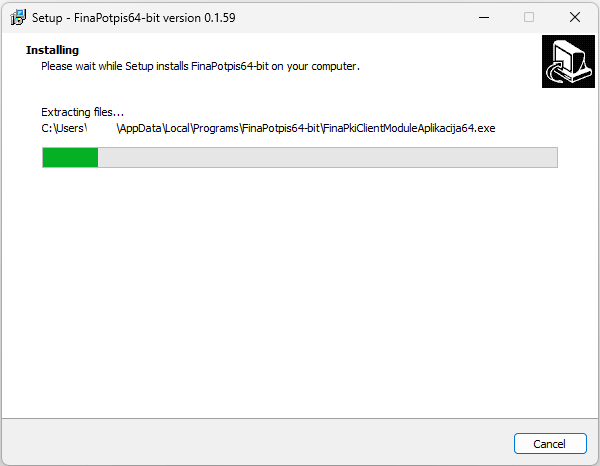 Setup - FinaPotpis64-bit version 0.1.59
Installing
Please wait while Setup installs FinaPotpis64-bit on your computer.
Extracting files...
C:\Users\ \AppData\Local\Programs\FinaPotpis64-bit\FinaPkiClientModuleAplikacija64.exe
Cancel